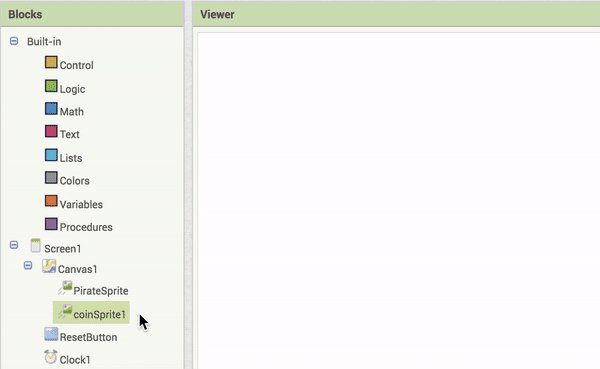 Blocks
Viewer
Built-in
Control
Logic
Math
Text
Lists
Colors
Variables
Procedures
Screen1
Canvas1
PirateSprite
coinSprite1
ResetButton
Clock1